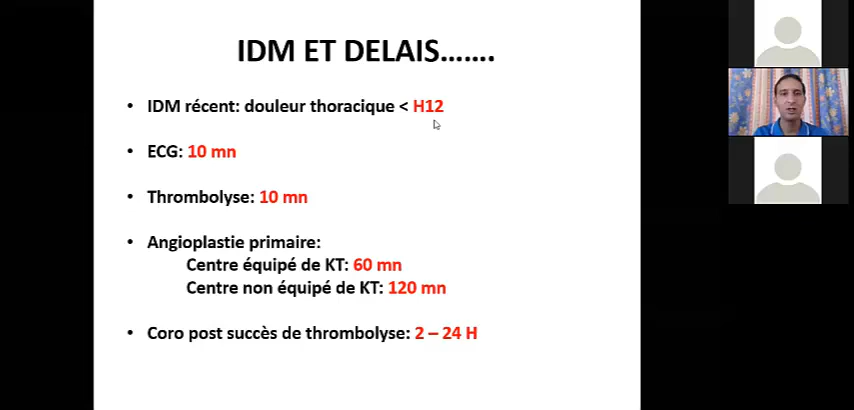 IDM ET DELAIS.......
• IDM récent: douleur thoracique < H12
• ECG: 10 mn
• Thrombolyse: 10 mn
• Angioplastie primaire:
Centre équipé de KT: 60 mn
Centre non équipé de KT: 120 mn
• Coro post succès de thrombolyse: 2 – 24 H